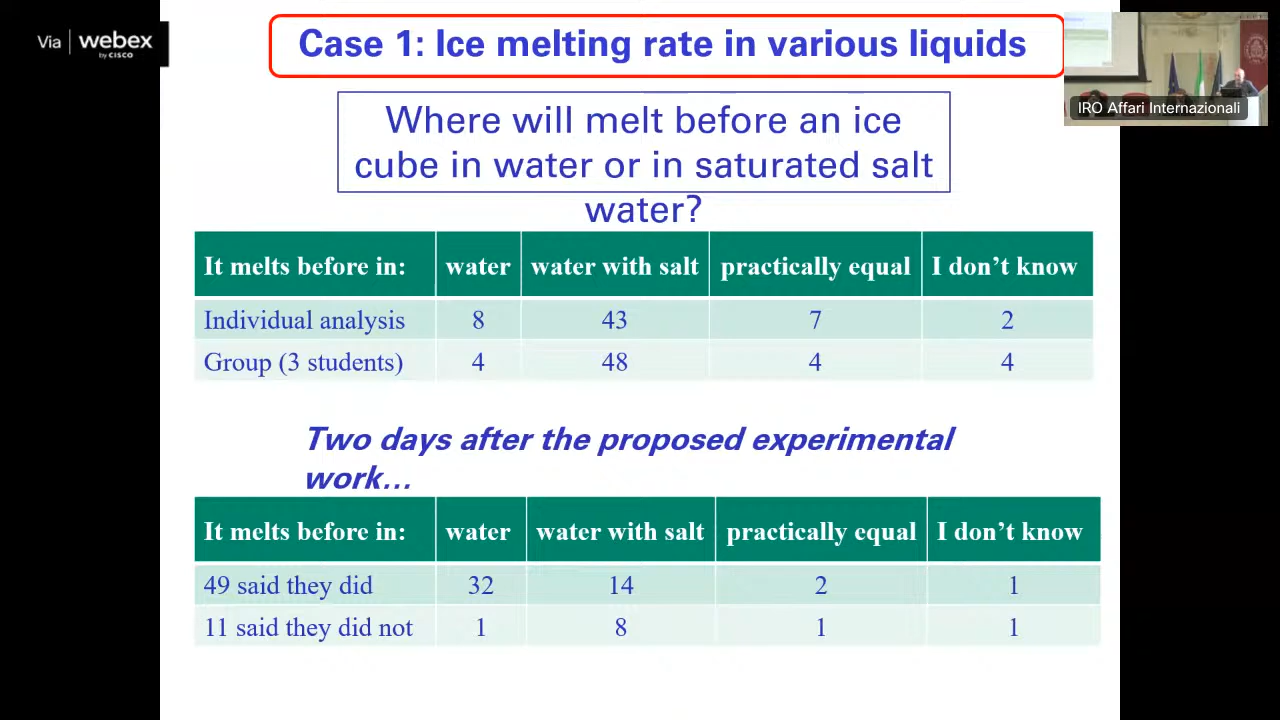 Via webex
by CISCO
Case 1: Ice melting rate in various liquids
IRO Affari Internazionali
Where will melt before an ice
cube in water or in saturated salt
water?
It melts before in: water water with salt practically equal I don't know
Individual analysis 8 43 7 2
Group (3 students) 4 48 4 4
Two days after the proposed experimental
work...
It melts before in: water water with salt practically equal I don't know
49 said they did 32 14 2 1
11 said they did not 1 8 1 1